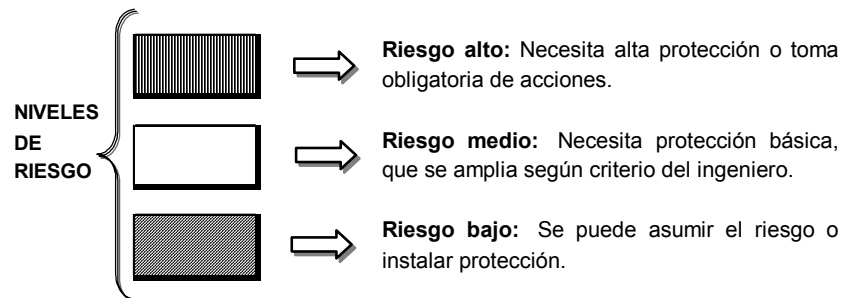 Riesgo alto: Necesita alta protección o toma
obligatoria de acciones.
NIVELES
DE
RIESGO
Riesgo medio: Necesita protección básica,
que se amplia según criterio del ingeniero.
Riesgo bajo: Se puede asumir el riesgo o
instalar protección.